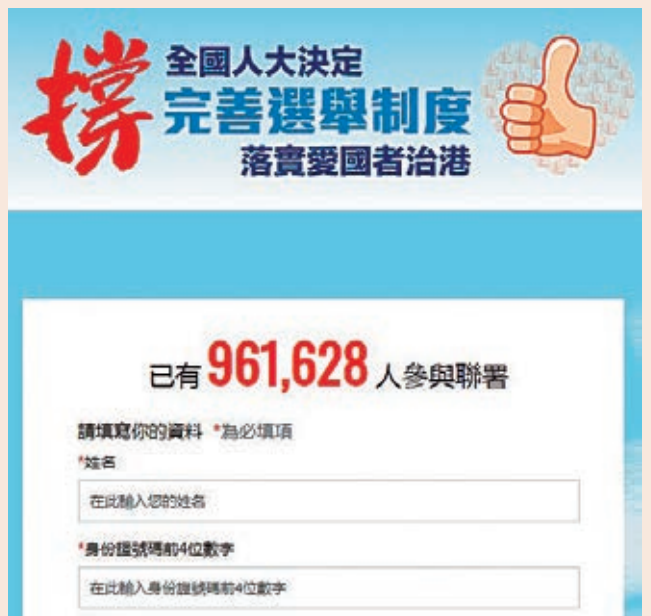 撐
全國人大決定
完善選舉制度
落實愛國者治港
已有 961,628 人參與聯署
請填寫你的資料 *為必填項
*姓名
在此輸入您的姓名
*身份證號碼前4位數字
在此輸入身份證號碼前4位數字